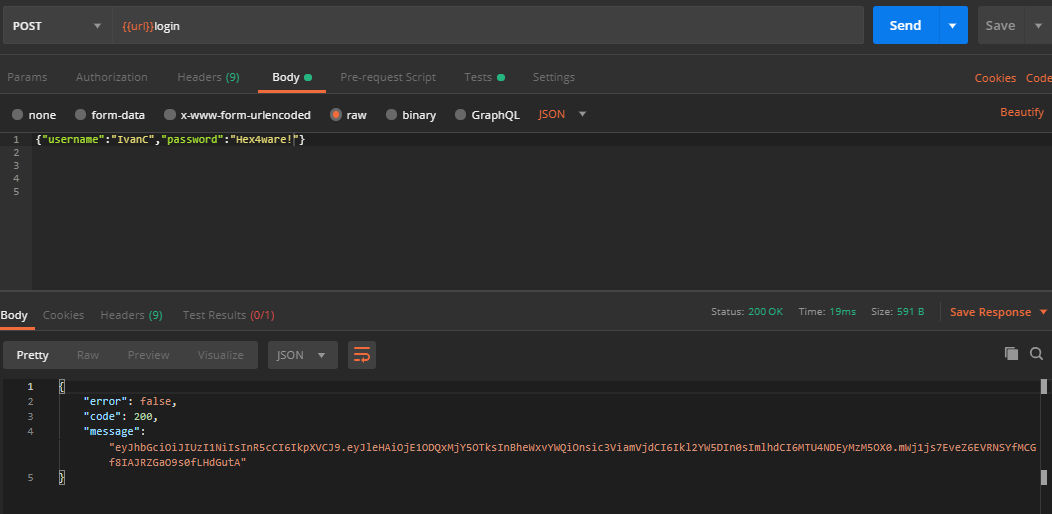 POST {{url}}login Send Save
Params Authorization Headers (9) Body Pre-request Script Tests Settings Cookies Code
none form-data x-www-form-urlencoded raw binary GraphQL JSON Beautify
1 {"username":"IvanC","password":"Hex4ware!"}
2
3
4
5
Body Cookies Headers (9) Test Results (0/1) Status: 200 OK Time: 19ms Size: 591 B Save Response
Pretty Raw Preview Visualize JSON
1 {
2 "error": false,
3 "code": 200,
4 "message":
"eyJhbGciOiJIUzI1NiIsInR5cCI6IkpXVCJ9.eyJleHAiOjE1ODQxMjY5OTksInBheWxvYWQiOnsic3ViamVjdCI6Ikl2YW5DIn0sImlhdCI6MTU4NDEyMzM5OX0.mWj1js7EveZ6EVRNSYfMCG
f8IAJRZGaO9s0fLHdGutA"
5 }